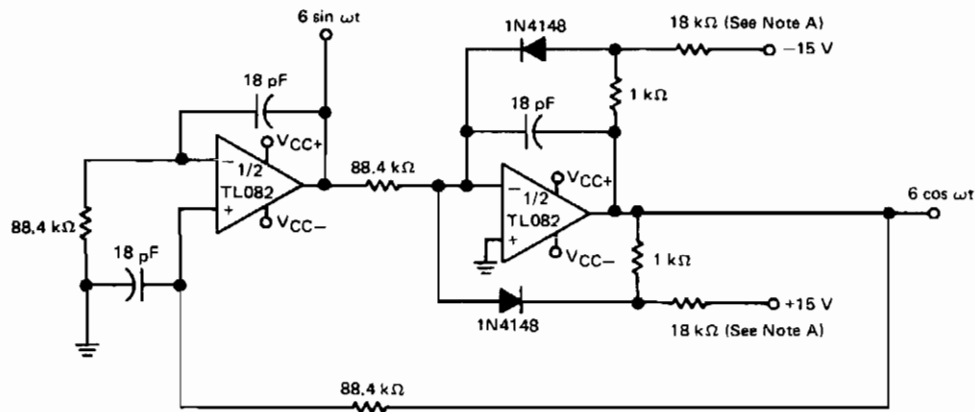 6 sin ωt
1N4148
18 kΩ (See Note A)
−15 V
18 pF
1 kΩ
18 pF
VCC+
−
1/2
TL082
+
VCC−
88.4 kΩ
VCC+
−
1/2
TL082
+
VCC−
6 cos ωt
88.4 kΩ
18 pF
1 kΩ
+15 V
1N4148
18 kΩ (See Note A)
88.4 kΩ